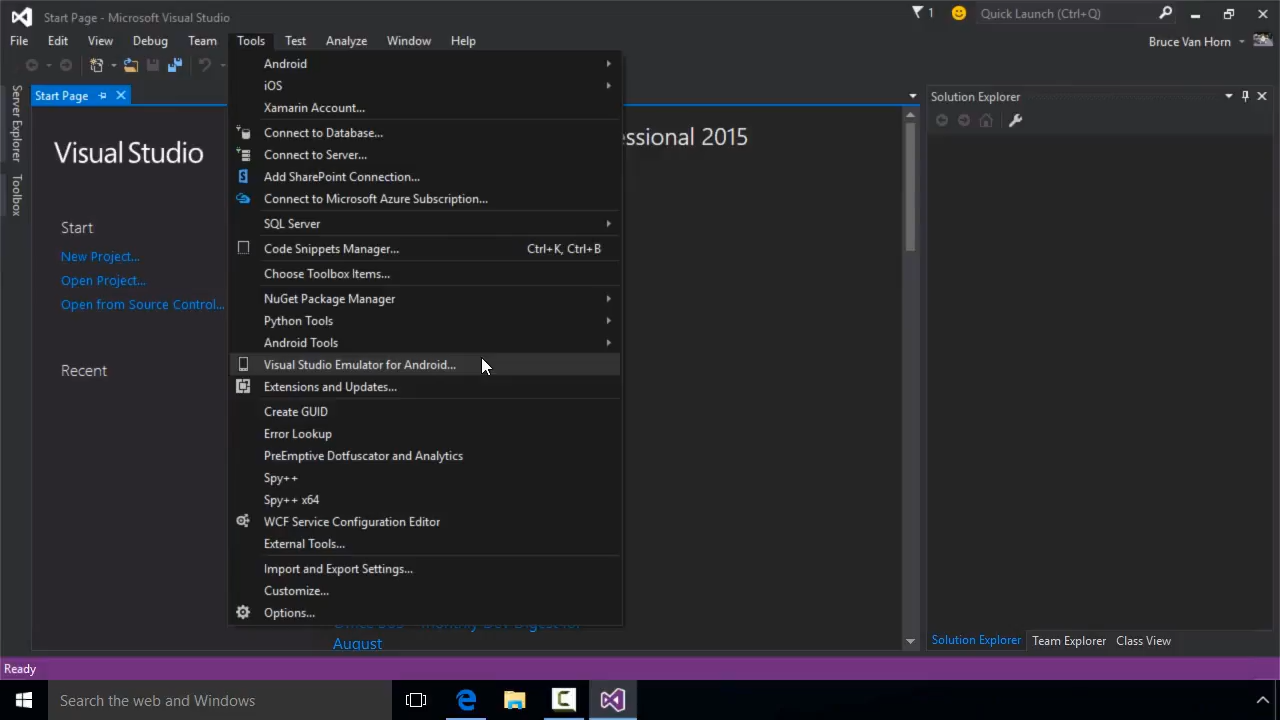 Start Page - Microsoft Visual Studio
1
Quick Launch (Ctrl+Q)
File Edit View Debug Team Tools Test Analyze Window Help
Bruce Van Horn
Server Explorer
Toolbox
Start Page
Visual Studio
essional 2015
Start
New Project...
Open Project...
Open from Source Control...
Recent
Android
iOS
Xamarin Account...
Connect to Database...
Connect to Server...
Add SharePoint Connection...
Connect to Microsoft Azure Subscription...
SQL Server
Code Snippets Manager... Ctrl+K, Ctrl+B
Choose Toolbox Items...
NuGet Package Manager
Python Tools
Android Tools
Visual Studio Emulator for Android...
Extensions and Updates...
Create GUID
Error Lookup
PreEmptive Dotfuscator and Analytics
Spy++
Spy++ x64
WCF Service Configuration Editor
External Tools...
Import and Export Settings...
Customize...
Options...
August
Solution Explorer
Solution Explorer Team Explorer Class View
Ready
Search the web and Windows